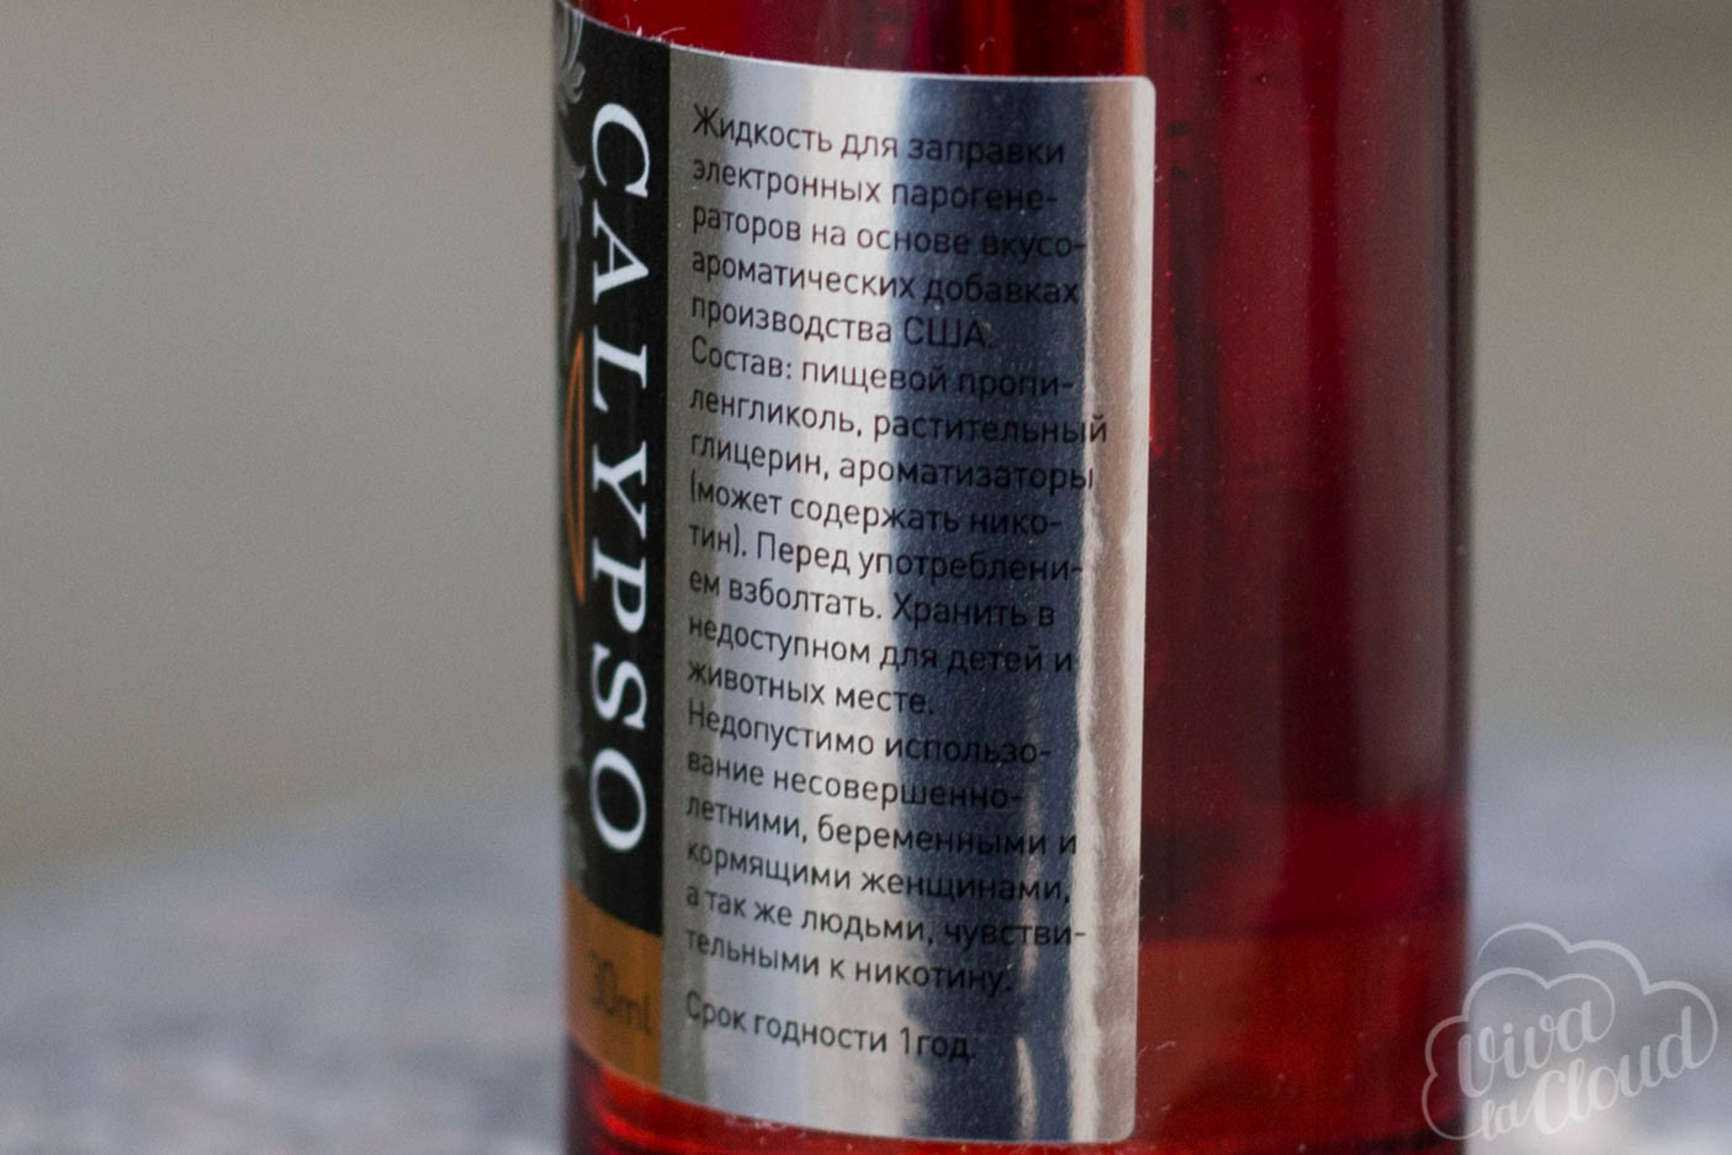 CALYPSO
30ml
Жидкость для заправки
электронных парогене-
раторов на основе вкусо-
ароматических добавках
производства США.
Состав: пищевой пропи-
ленгликоль, растительный
глицерин, ароматизаторы
(может содержать нико-
тин). Перед употреблени-
ем взболтать. Хранить в
недоступном для детей и
животных месте.
Недопустимо использо-
вание несовершенно-
летними, беременными и
кормящими женщинами,
а так же людьми, чувстви-
тельными к никотину.
Срок годности 1год.
Viva
la Cloud